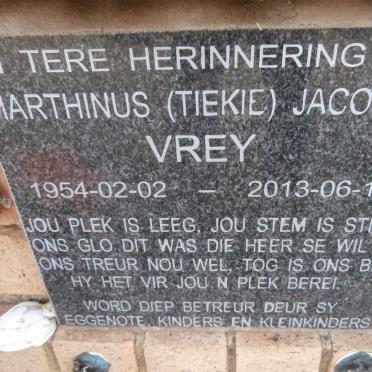 TERE HERINNERING
MARTHINUS (TIEKIE) JACO
VREY
1954-02-02 – 2013-06-1
JOU PLEK IS LEEG, JOU STEM IS STI
ONS GLO DIT WAS DIE HEER SE WIL
ONS TREUR NOU WEL, TOG IS ONS B
HY HET VIR JOU N PLEK BEREI.
WORD DIEP BETREUR DEUR SY
EGGENOTE, KINDERS EN KLEINKINDERS